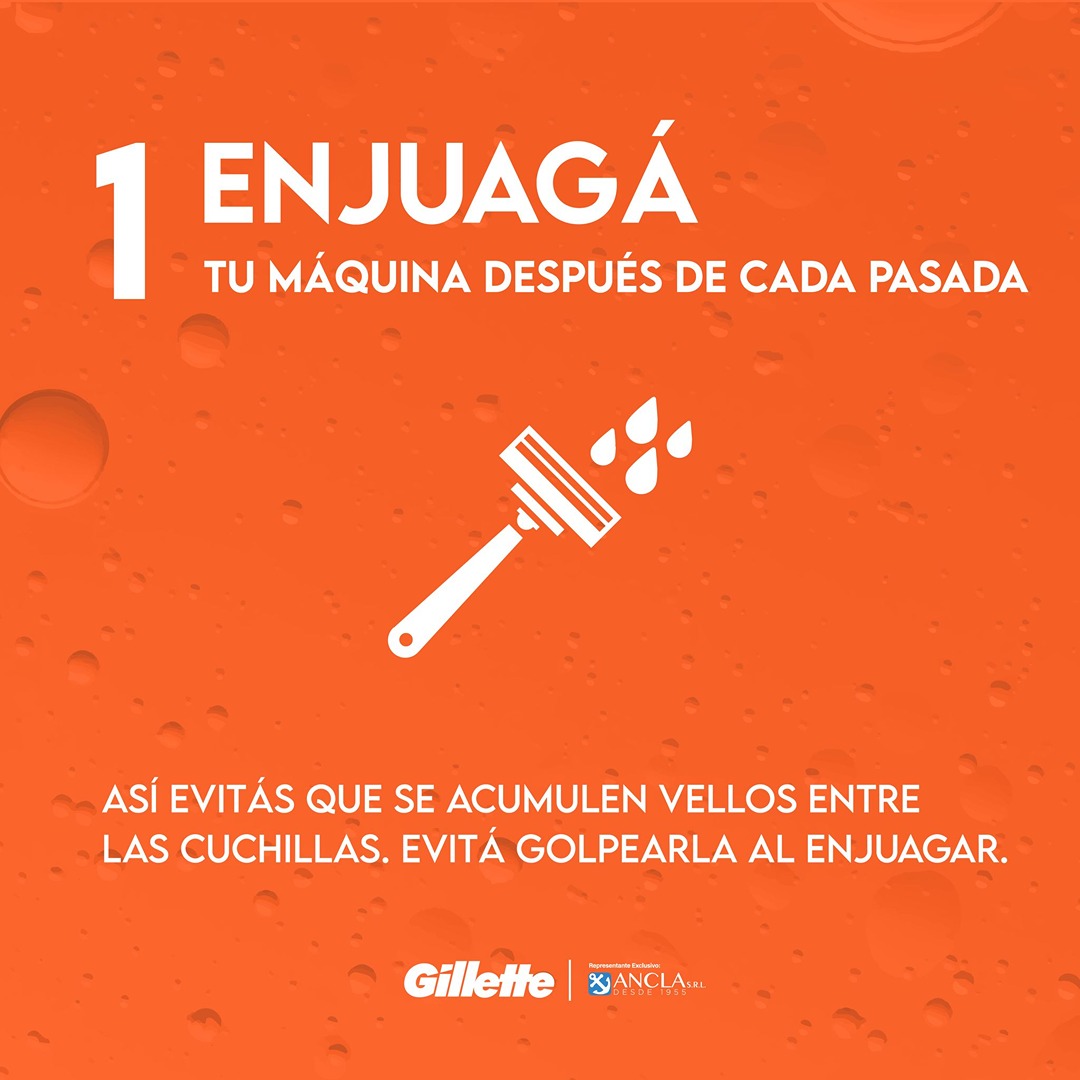 1 ENJUAGÁ
TU MÁQUINA DESPUÉS DE CADA PASADA
ASÍ EVITÁS QUE SE ACUMULEN VELLOS ENTRE
LAS CUCHILLAS. EVITÁ GOLPEARLA AL ENJUAGAR.
Gillette
Representante Exclusivo:
ANCLA S.R.L.
DESDE 1955